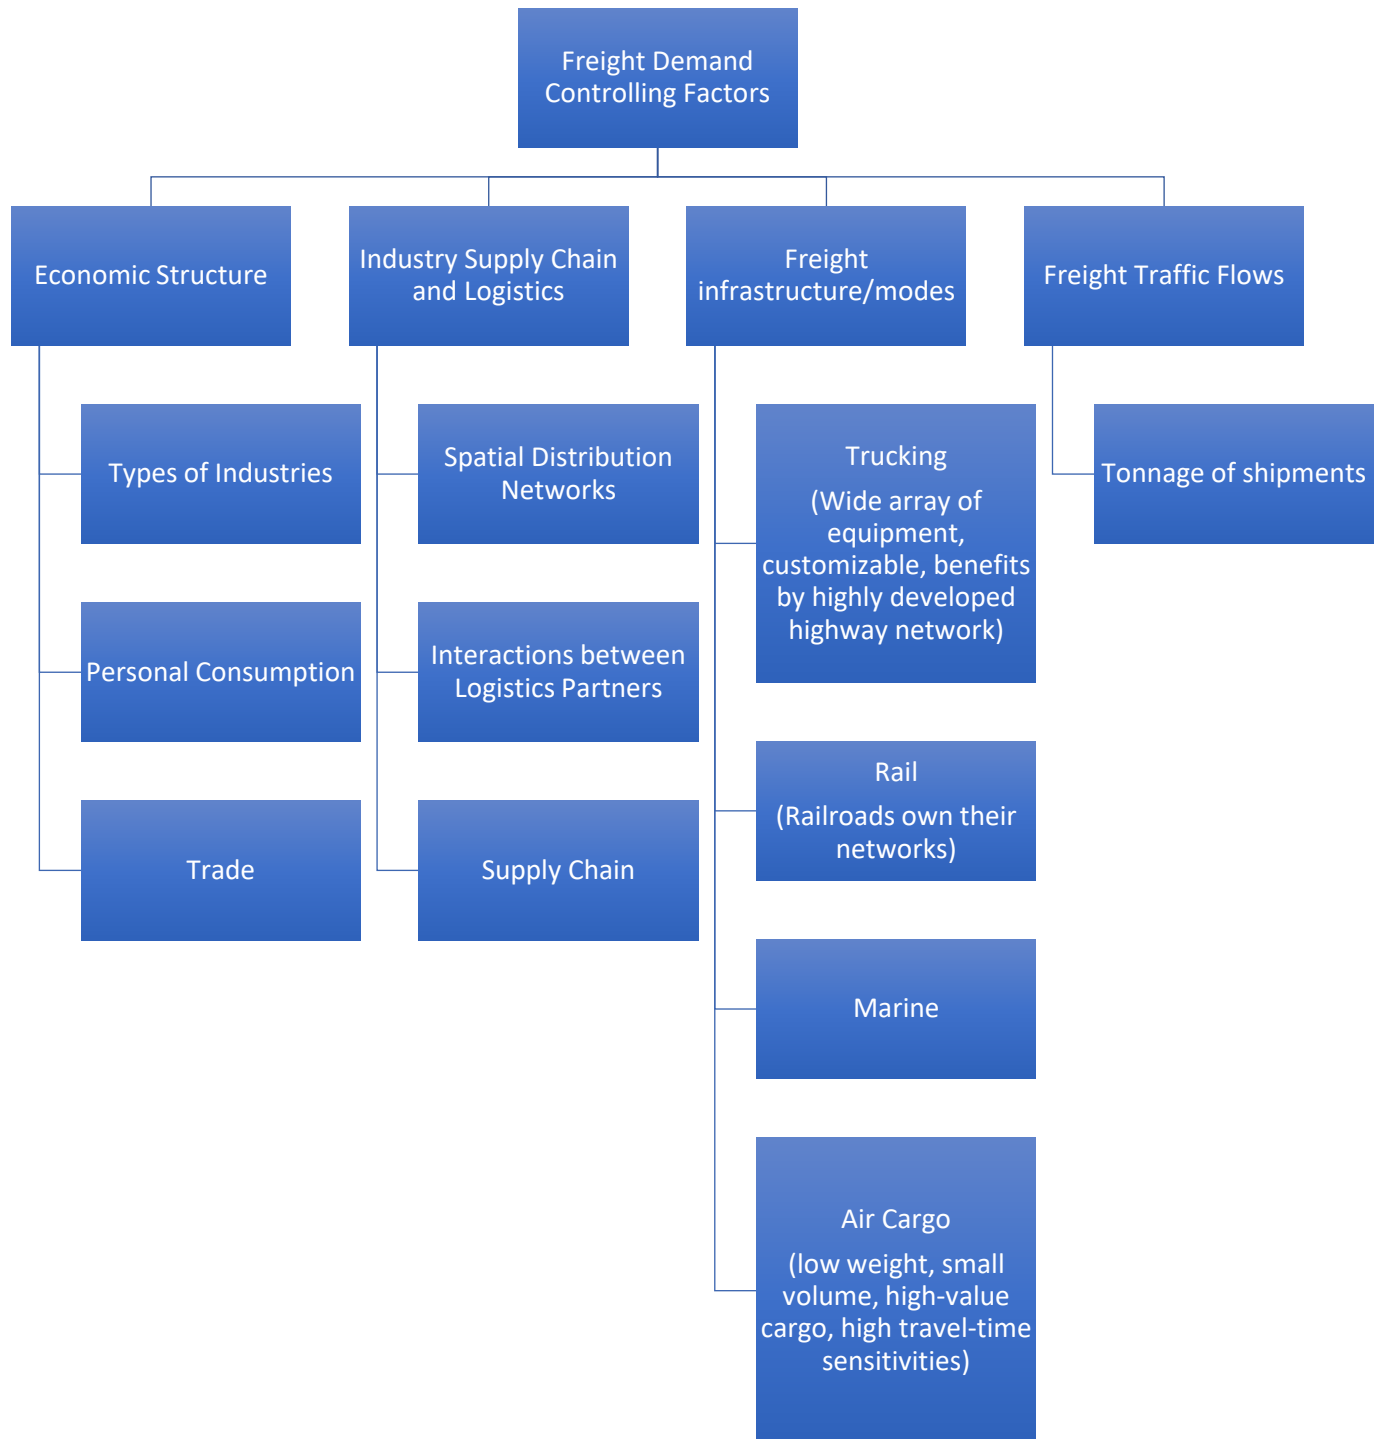 Freight Demand
Controlling Factors
Economic Structure
Industry Supply Chain
and Logistics
Freight
infrastructure/modes
Freight Traffic Flows
Types of Industries
Personal Consumption
Trade
Spatial Distribution
Networks
Interactions between
Logistics Partners
Supply Chain
Trucking
(Wide array of
equipment,
customizable, benefits
by highly developed
highway network)
Rail
(Railroads own their
networks)
Marine
Air Cargo
(low weight, small
volume, high-value
cargo, high travel-time
sensitivities)
Tonnage of shipments